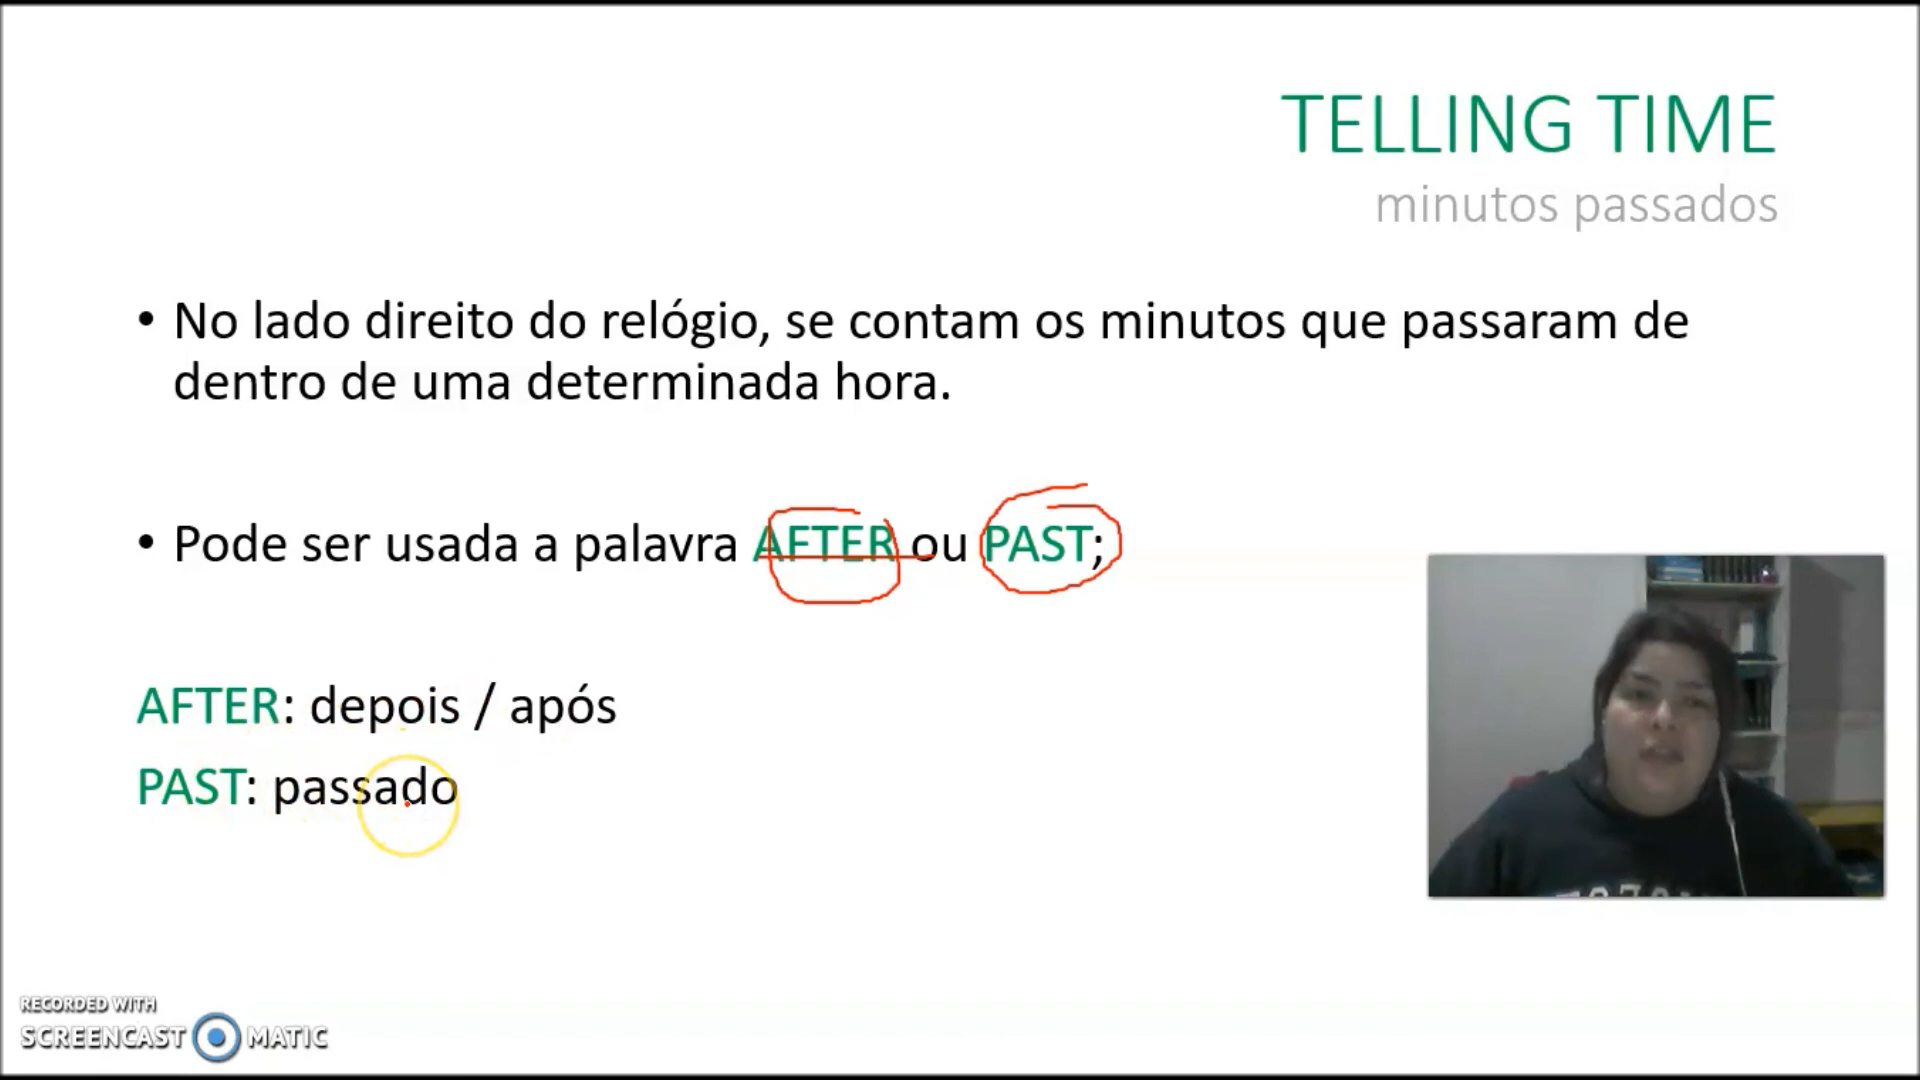 TELLING TIME
minutos passados
• No lado direito do relógio, se contam os minutos que passaram de
dentro de uma determinada hora.
• Pode ser usada a palavra AFTER ou PAST;
AFTER: depois / após
PAST: passado
RECORDED WITH
SCREENCAST MATIC